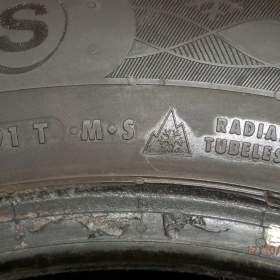 S
91 T · M · S
RADIAL
TUBELESS